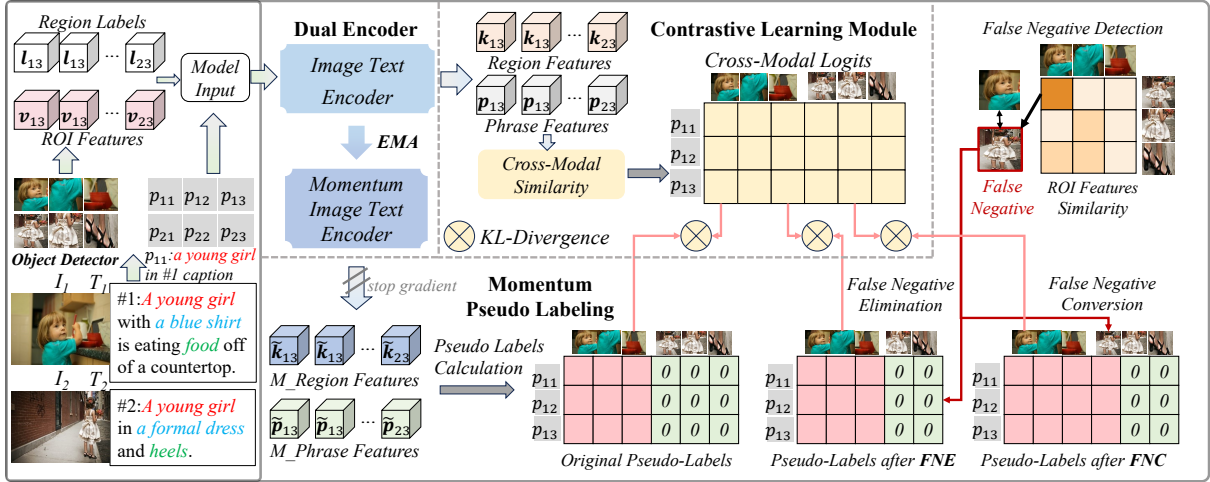 Region Labels
l13 l13 ... l23
v13 v13 ... v23
ROI Features
Model
Input
p11 p12 p13
p21 p22 p23
Object Detector
p11:a young girl
in #1 caption
I1 T1
#1:A young girl
with a blue shirt
is eating food off
of a countertop.
I2 T2
#2:A young girl
in a formal dress
and heels.
Dual Encoder
Image Text
Encoder
EMA
Momentum
Image Text
Encoder
stop gradient
k̃13 k̃13 ... k̃23
M_Region Features
p̃13 p̃13 ... p̃23
M_Phrase Features
k13 k13 ... k23
Region Features
p13 p13 ... p23
Phrase Features
Cross-Modal
Similarity
Contrastive Learning Module
Cross-Modal Logits
p11
p12
p13
KL-Divergence
False Negative Detection
False
Negative
ROI Features
Similarity
Momentum
Pseudo Labeling
Pseudo Labels
Calculation
False Negative
Elimination
False Negative
Conversion
p11 0 0 0
p12 0 0 0
p13 0 0 0
Original Pseudo-Labels
p11 0 0
p12 0 0 0
p13 0 0 0
Pseudo-Labels after FNE
p11 0 0
p12 0 0
p13 0 0
Pseudo-Labels after FNC